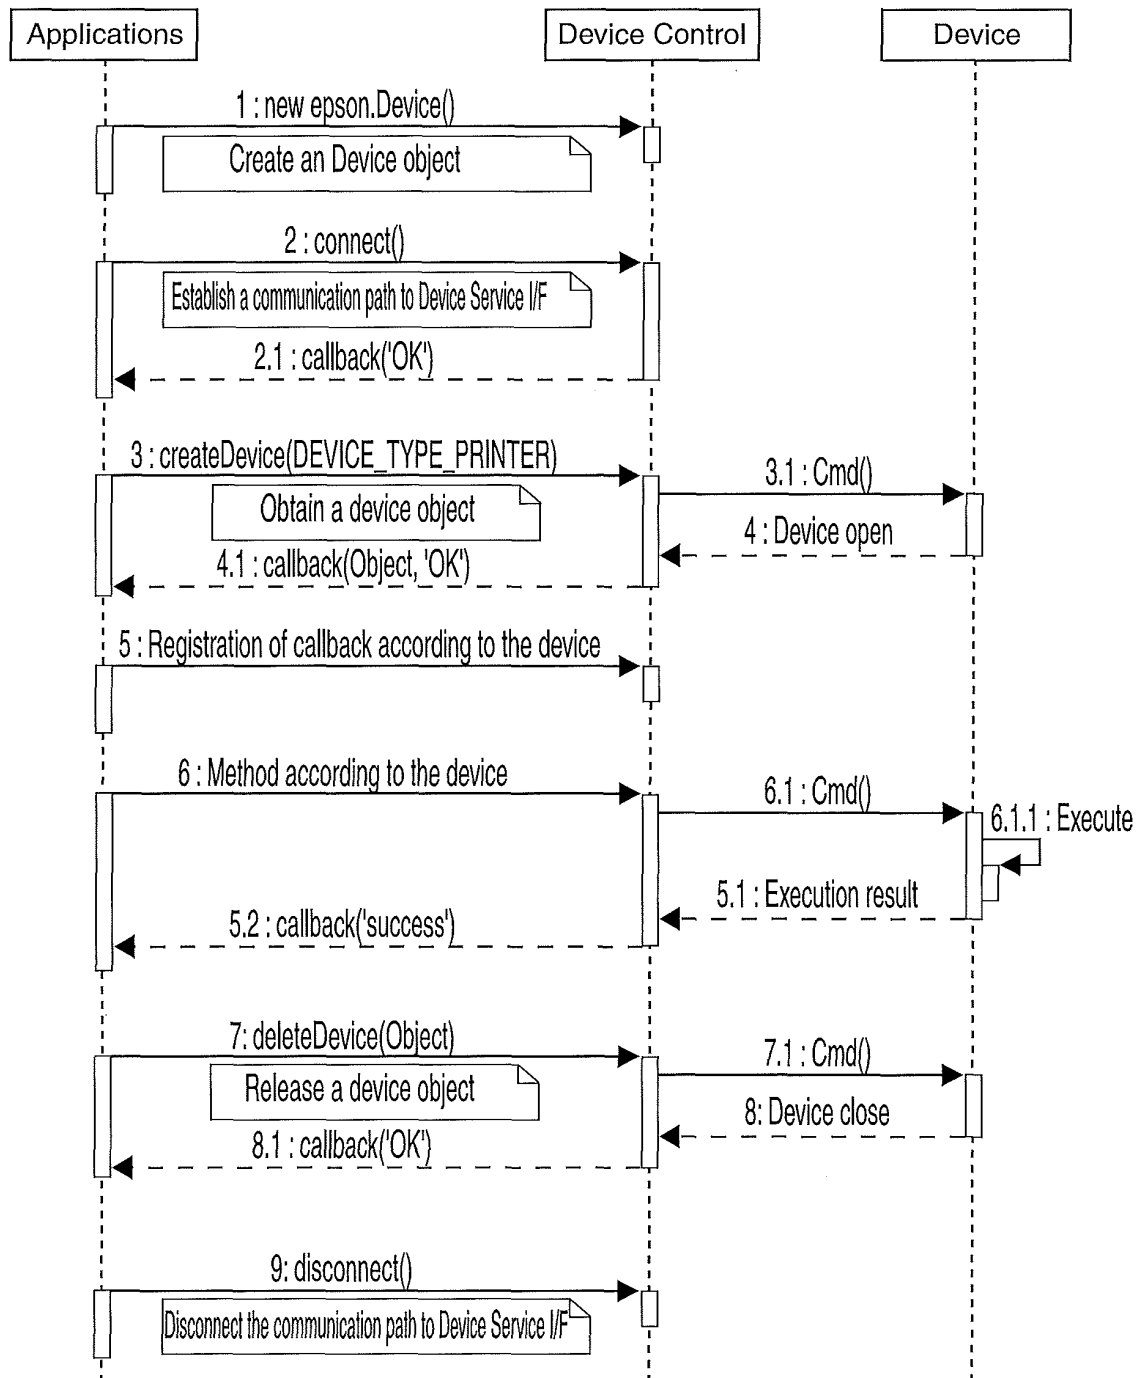 Applications
Device Control
Device
1 : new epson.Device()
Create an Device object
2 : connect()
Establish a communication path to Device Service I/F
2.1 : callback('OK')
3 : createDevice(DEVICE_TYPE_PRINTER)
3.1 : Cmd()
Obtain a device object
4 : Device open
4.1 : callback(Object, 'OK')
5 : Registration of callback according to the device
6 : Method according to the device
6.1 : Cmd()
6.1.1 : Execute
5.1 : Execution result
5.2 : callback('success')
7: deleteDevice(Object)
7.1 : Cmd()
Release a device object
8: Device close
8.1 : callback('OK')
9: disconnect()
Disconnect the communication path to Device Service I/F